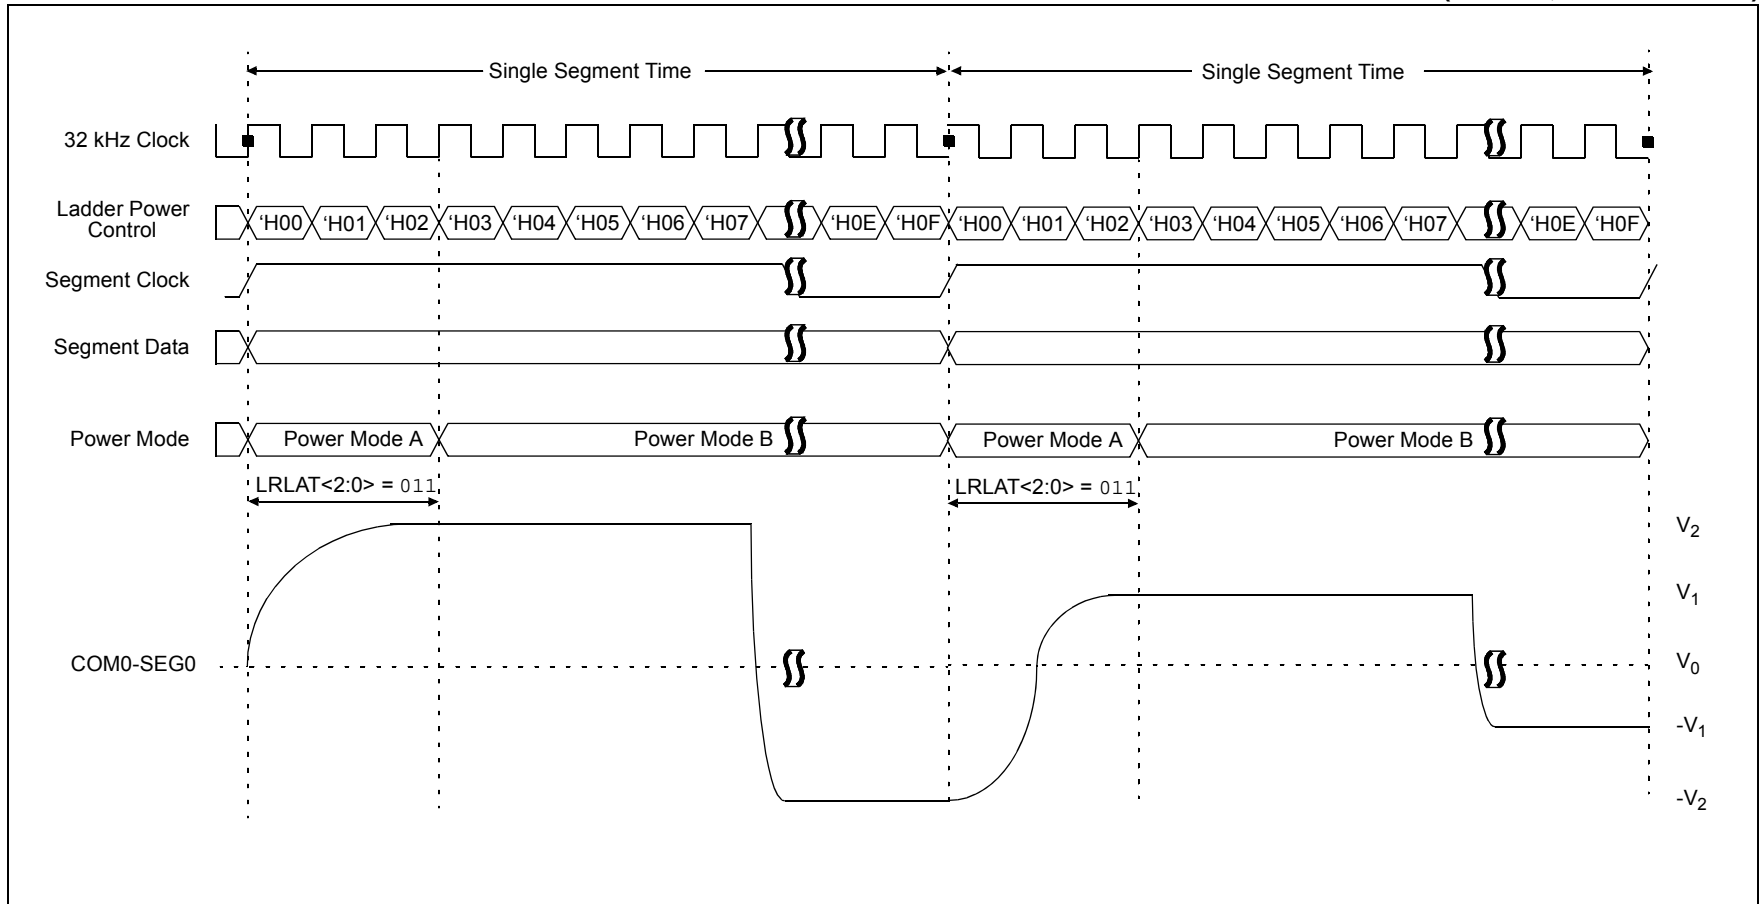 Single Segment Time Single Segment Time
32 kHz Clock
Ladder Power
Control
‘H00 ‘H01 ‘H02 ‘H03 ‘H04 ‘H05 ‘H06 ‘H07 ‘H0E ‘H0F ‘H00 ‘H01 ‘H02 ‘H03 ‘H04 ‘H05 ‘H06 ‘H07 ‘H0E ‘H0F
Segment Clock
Segment Data
Power Mode Power Mode A Power Mode B Power Mode A Power Mode B
LRLAT<2:0> = 011 LRLAT<2:0> = 011
V2
V1
COM0-SEG0 V0
-V1
-V2